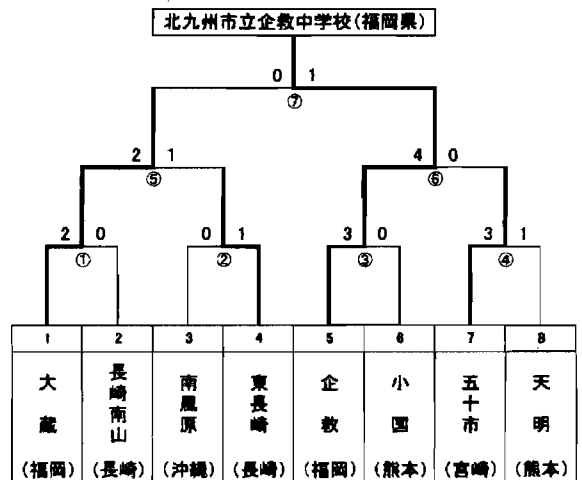 北九州市立企救中学校(福岡県)
0 1
⑦
2 1 4 0
⑤ ⑥
2 0 0 1 3 0 3 1
① ② ③ ④
1 2 3 4 5 6 7 8
大蔵 長崎南山 南風原 東長崎 企救 小国 五十市 天明
(福岡) (長崎) (沖縄) (長崎) (福岡) (熊本) (宮崎) (熊本)